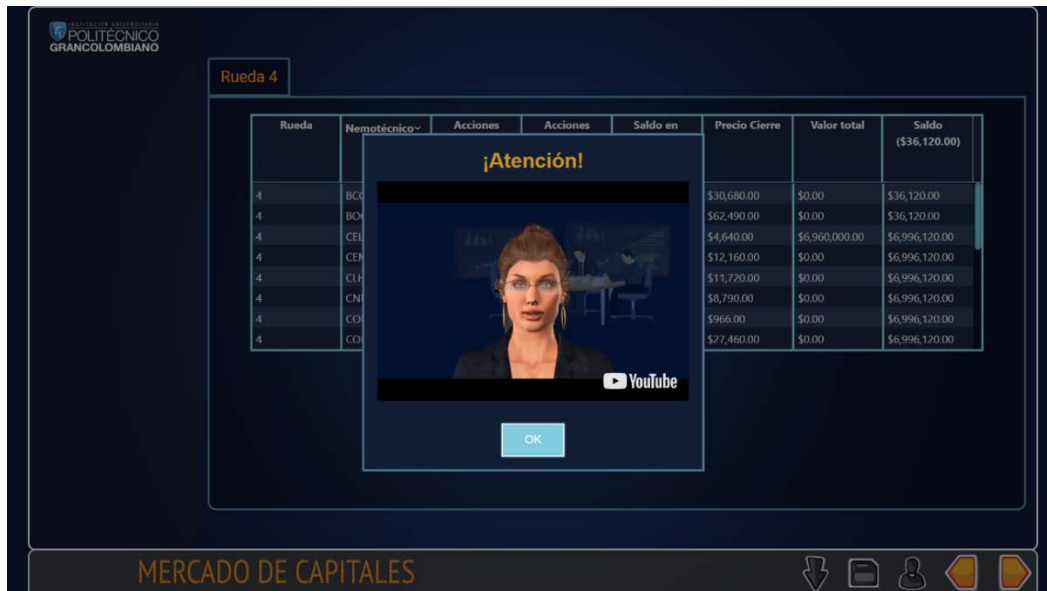 INSTITUCIÓN UNIVERSITARIA
POLITÉCNICO
GRANCOLOMBIANO
Rueda 4
Rueda Nemotécnico Acciones Acciones Saldo en Precio Cierre Valor total Saldo
($36,120.00)
¡Atención!
4 $30,680.00 $0.00 $36,120.00
4 $62,490.00 $0.00 $36,120.00
4 CEL $4,640.00 $6,960,000.00 $6,996,120.00
4 $12,160.00 $0.00 $6,996,120.00
4 CLH $11,720.00 $0.00 $6,996,120.00
4 $8,790.00 $0.00 $6,996,120.00
4 $966.00 $0.00 $6,996,120.00
4 $27,460.00 $0.00 $6,996,120.00
YouTube
OK
MERCADO DE CAPITALES